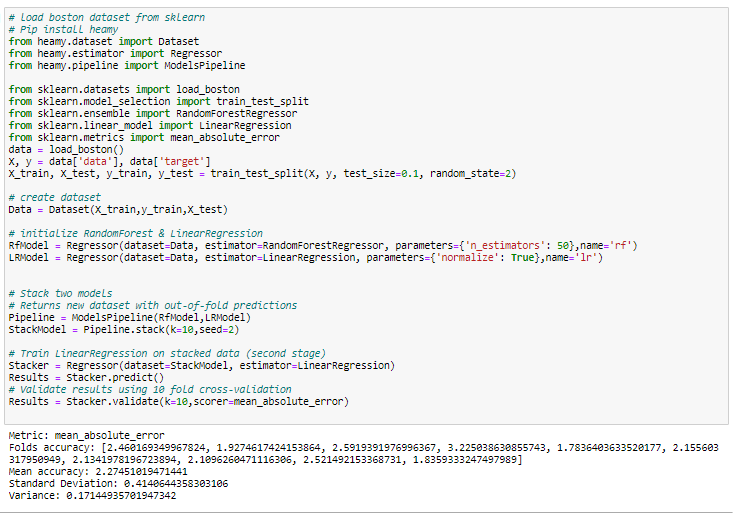 # Load boston dataset from sklearn
# Pip install heamy
from heamy.dataset import Dataset
from heamy.estimator import Regressor
from heamy.pipeline import ModelsPipeline
from sklearn.datasets import load_boston
from sklearn.model_selection import train_test_split
from sklearn.ensemble import RandomForestRegressor
from sklearn.linear_model import LinearRegression
from sklearn.metrics import mean_absolute_error
data = load_boston()
X, y = data['data'], data['target']
X_train, X_test, y_train, y_test = train_test_split(X, y, test_size=0.1, random_state=2)
# create dataset
Data = Dataset(X_train,y_train,X_test)
# initialize RandomForest & LinearRegression
RfModel = Regressor(dataset=Data, estimator=RandomForestRegressor, parameters={'n_estimators': 50},name='rf')
LRModel = Regressor(dataset=Data, estimator=LinearRegression, parameters={'normalize': True},name='lr')
# Stack two models
# Returns new dataset with out-of-fold predictions
Pipeline = ModelsPipeline(RfModel,LRModel)
StackModel = Pipeline.stack(k=10,seed=2)
# Train LinearRegression on stacked data (second stage)
Stacker = Regressor(dataset=StackModel, estimator=LinearRegression)
Results = Stacker.predict()
# Validate results using 10 fold cross-validation
Results = Stacker.validate(k=10,scorer=mean_absolute_error)
Metric: mean_absolute_error
Folds accuracy: [2.460169349967824, 1.9274617424153864, 2.5919391976996367, 3.225038630855743, 1.7836403633520177, 2.155603
317950949, 2.1341978196723894, 2.1096260471116306, 2.521492153368731, 1.8359333247497989]
Mean accuracy: 2.27451019471441
Standard Deviation: 0.4140644358303106
Variance: 0.17144935701947342